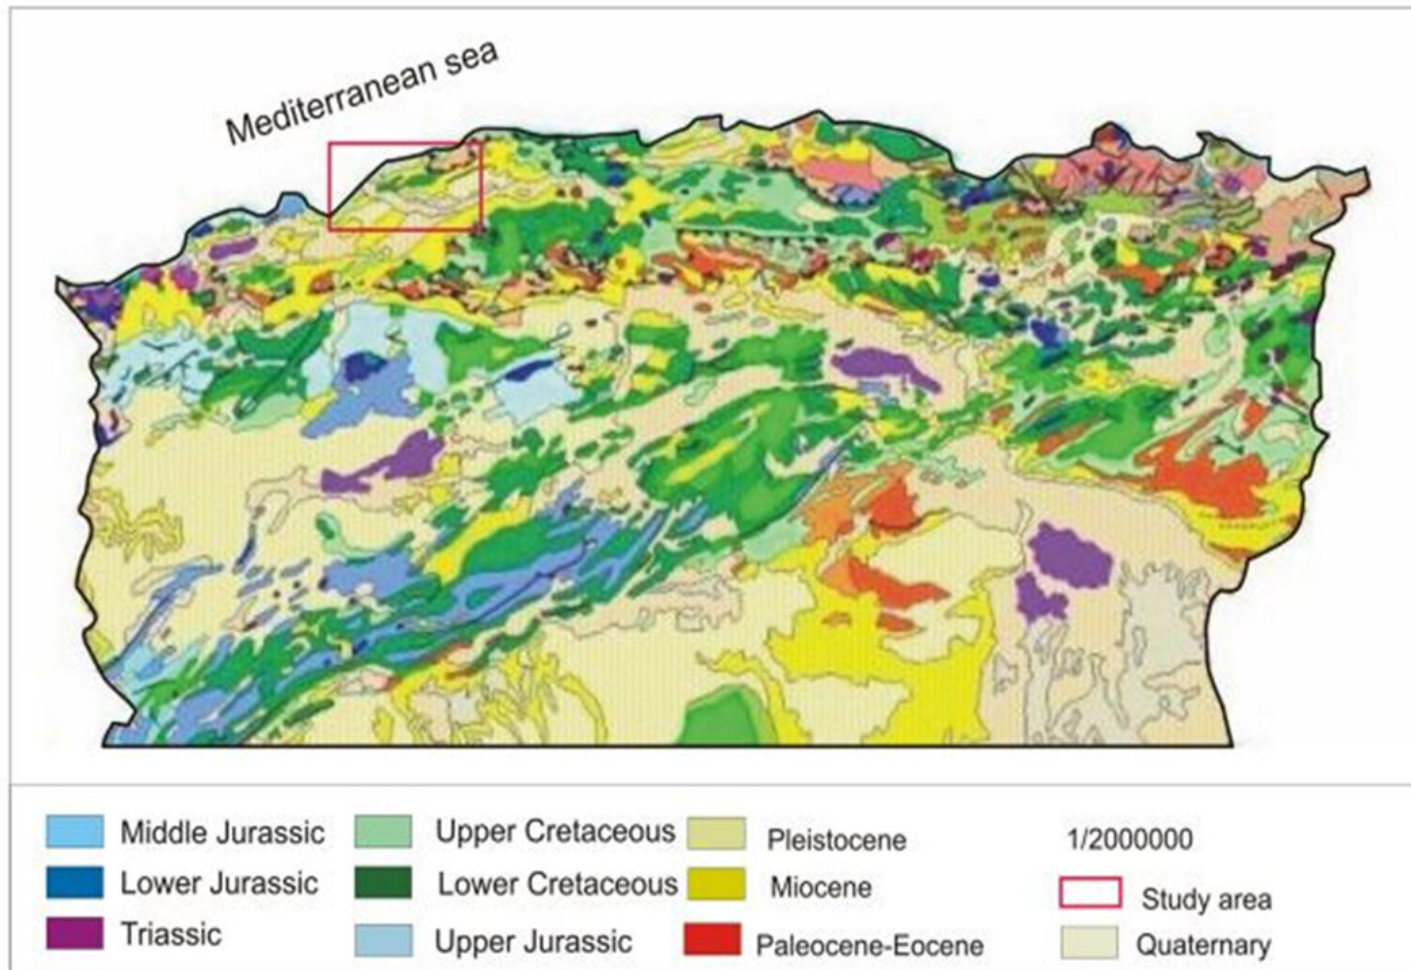 Mediterranean sea
Middle Jurassic
Upper Cretaceous
Pleistocene
1/2000000
Lower Jurassic
Lower Cretaceous
Miocene
Study area
Triassic
Upper Jurassic
Paleocene-Eocene
Quaternary